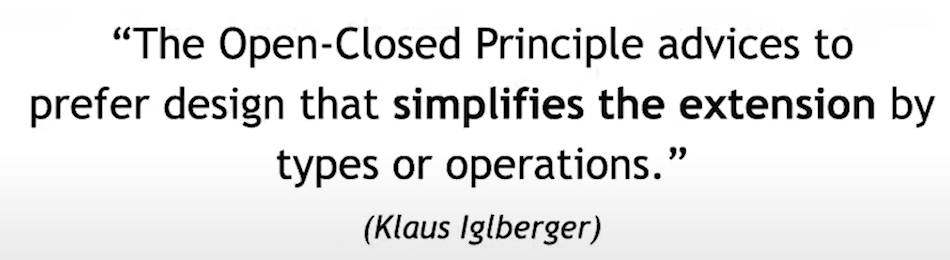 “The Open-Closed Principle advices to
prefer design that simplifies the extension by
types or operations.”
(Klaus Iglberger)